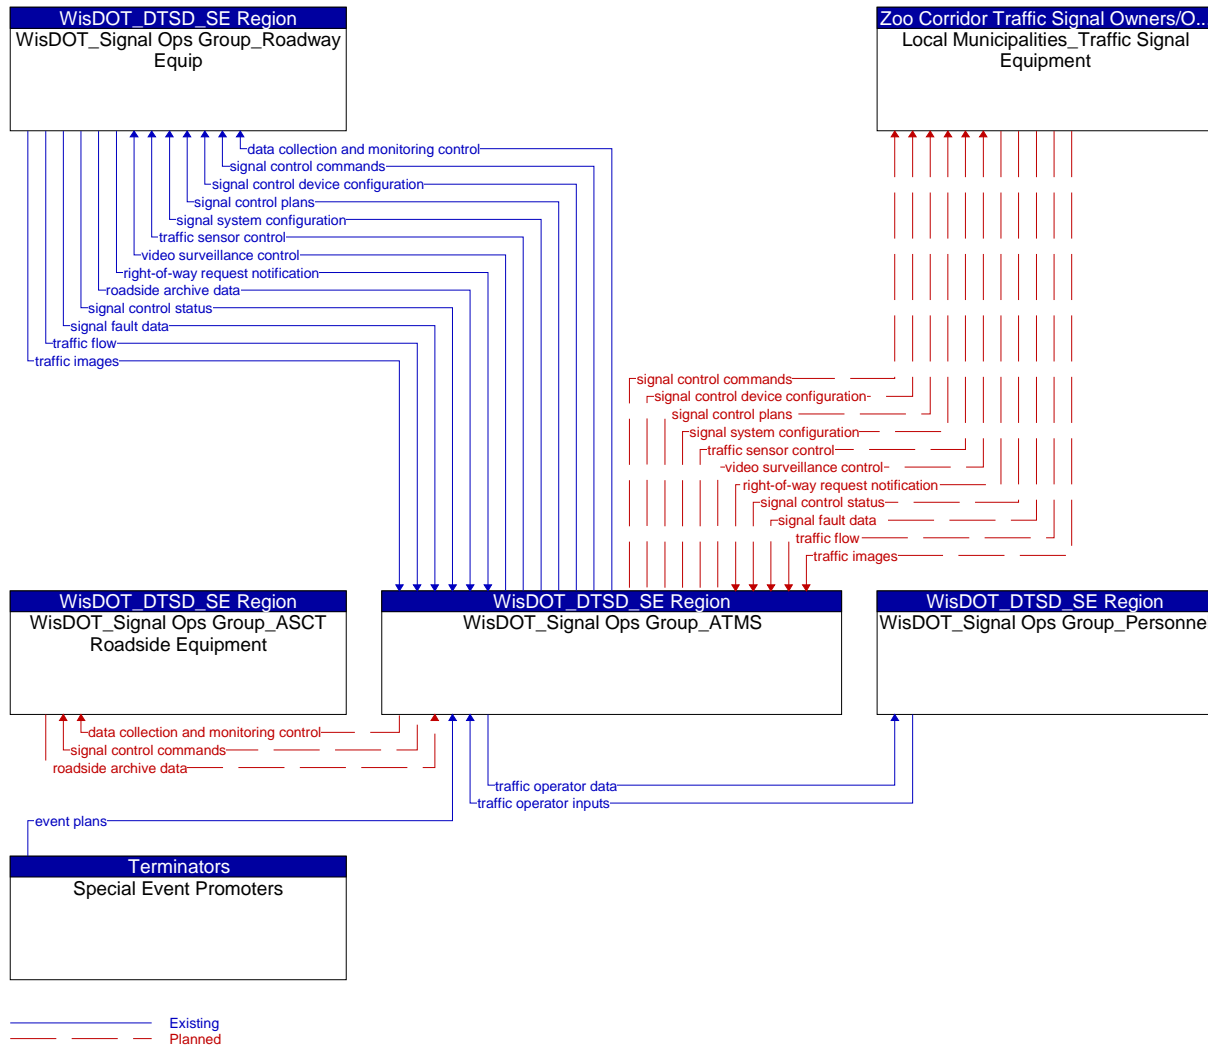 WisDOT_DTSD_SE Region
WisDOT_Signal Ops Group_Roadway
Equip
Zoo Corridor Traffic Signal Owners/O...
Local Municipalities_Traffic Signal
Equipment
data collection and monitoring control
signal control commands
signal control device configuration
signal control plans
signal system configuration
traffic sensor control
video surveillance control
right-of-way request notification
roadside archive data
signal control status
signal fault data
traffic flow
traffic images
signal control commands
signal control device configuration
signal control plans
signal system configuration
traffic sensor control
video surveillance control
right-of-way request notification
signal control status
signal fault data
traffic flow
traffic images
WisDOT_DTSD_SE Region
WisDOT_Signal Ops Group_ASCT
Roadside Equipment
WisDOT_DTSD_SE Region
WisDOT_Signal Ops Group_ATMS
WisDOT_DTSD_SE Region
WisDOT_Signal Ops Group_Personne
data collection and monitoring control
signal control commands
roadside archive data
traffic operator data
traffic operator inputs
event plans
Terminators
Special Event Promoters
Existing
Planned